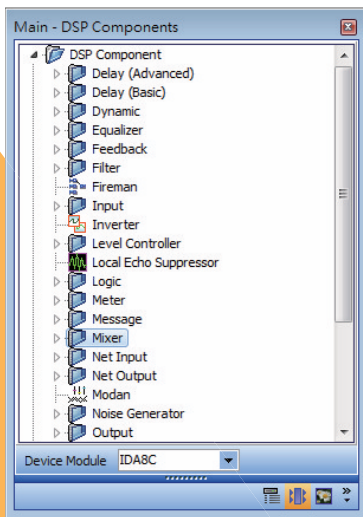 Main - DSP Components
DSP Component
Delay (Advanced)
Delay (Basic)
Dynamic
Equalizer
Feedback
Filter
Fireman
Input
Inverter
Level Controller
Local Echo Suppressor
Logic
Meter
Message
Mixer
Net Input
Net Output
Modan
Noise Generator
Output
Device Module IDA8C